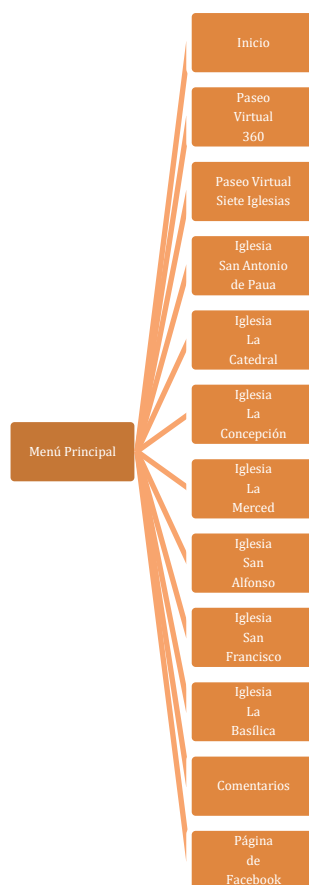 Menú Principal
Inicio
Paseo
Virtual
360
Paseo Virtual
Siete Iglesias
Iglesia
San Antonio
de Paua
Iglesia
La
Catedral
Iglesia
La
Concepción
Iglesia
La
Merced
Iglesia
San
Alfonso
Iglesia
San
Francisco
Iglesia
La
Basílica
Comentarios
Página
de
Facebook